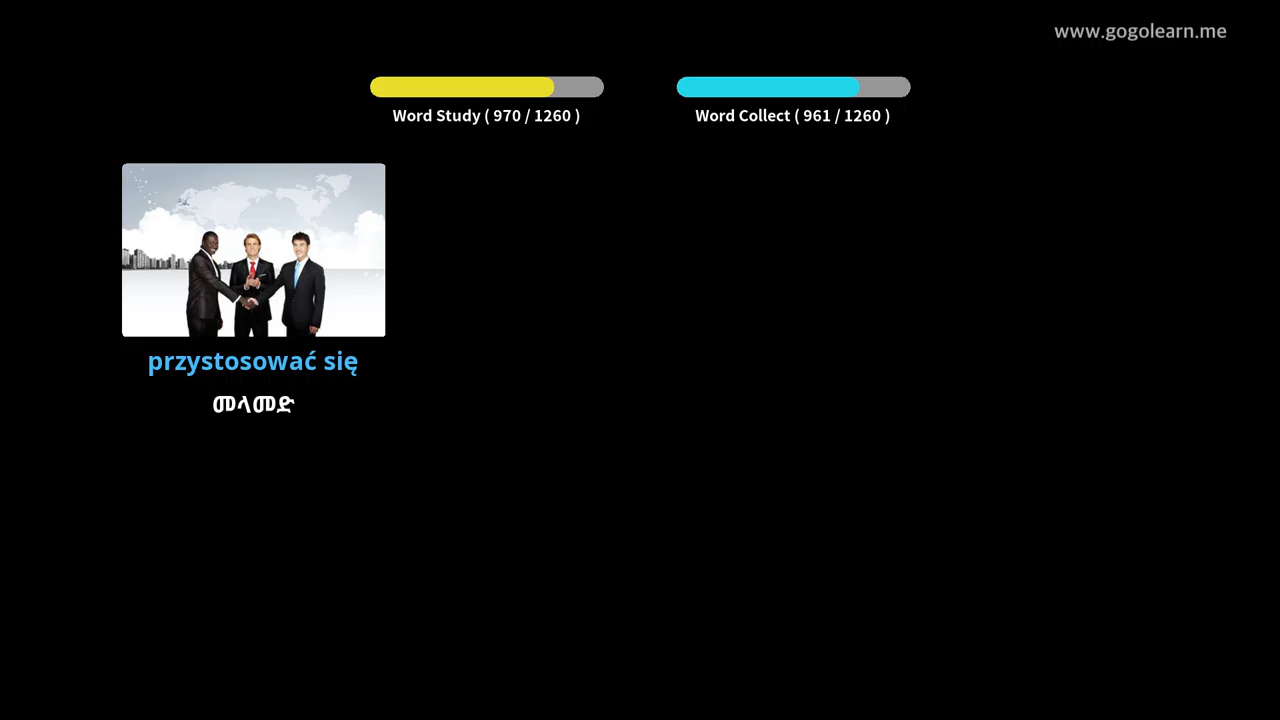 www.gogolearn.me
Word Study ( 970 / 1260 )
Word Collect ( 961 / 1260 )
przystosować się
መላመድ